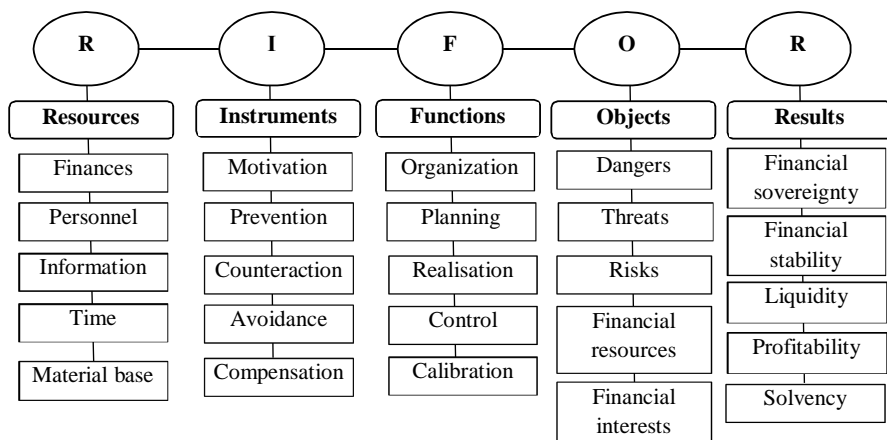 R
I
F
O
R
Resources
Finances
Personnel
Information
Time
Material base
Instruments
Motivation
Prevention
Counteraction
Avoidance
Compensation
Functions
Organization
Planning
Realisation
Control
Calibration
Objects
Dangers
Threats
Risks
Financial
resources
Financial
interests
Results
Financial
sovereignty
Financial
stability
Liquidity
Profitability
Solvency